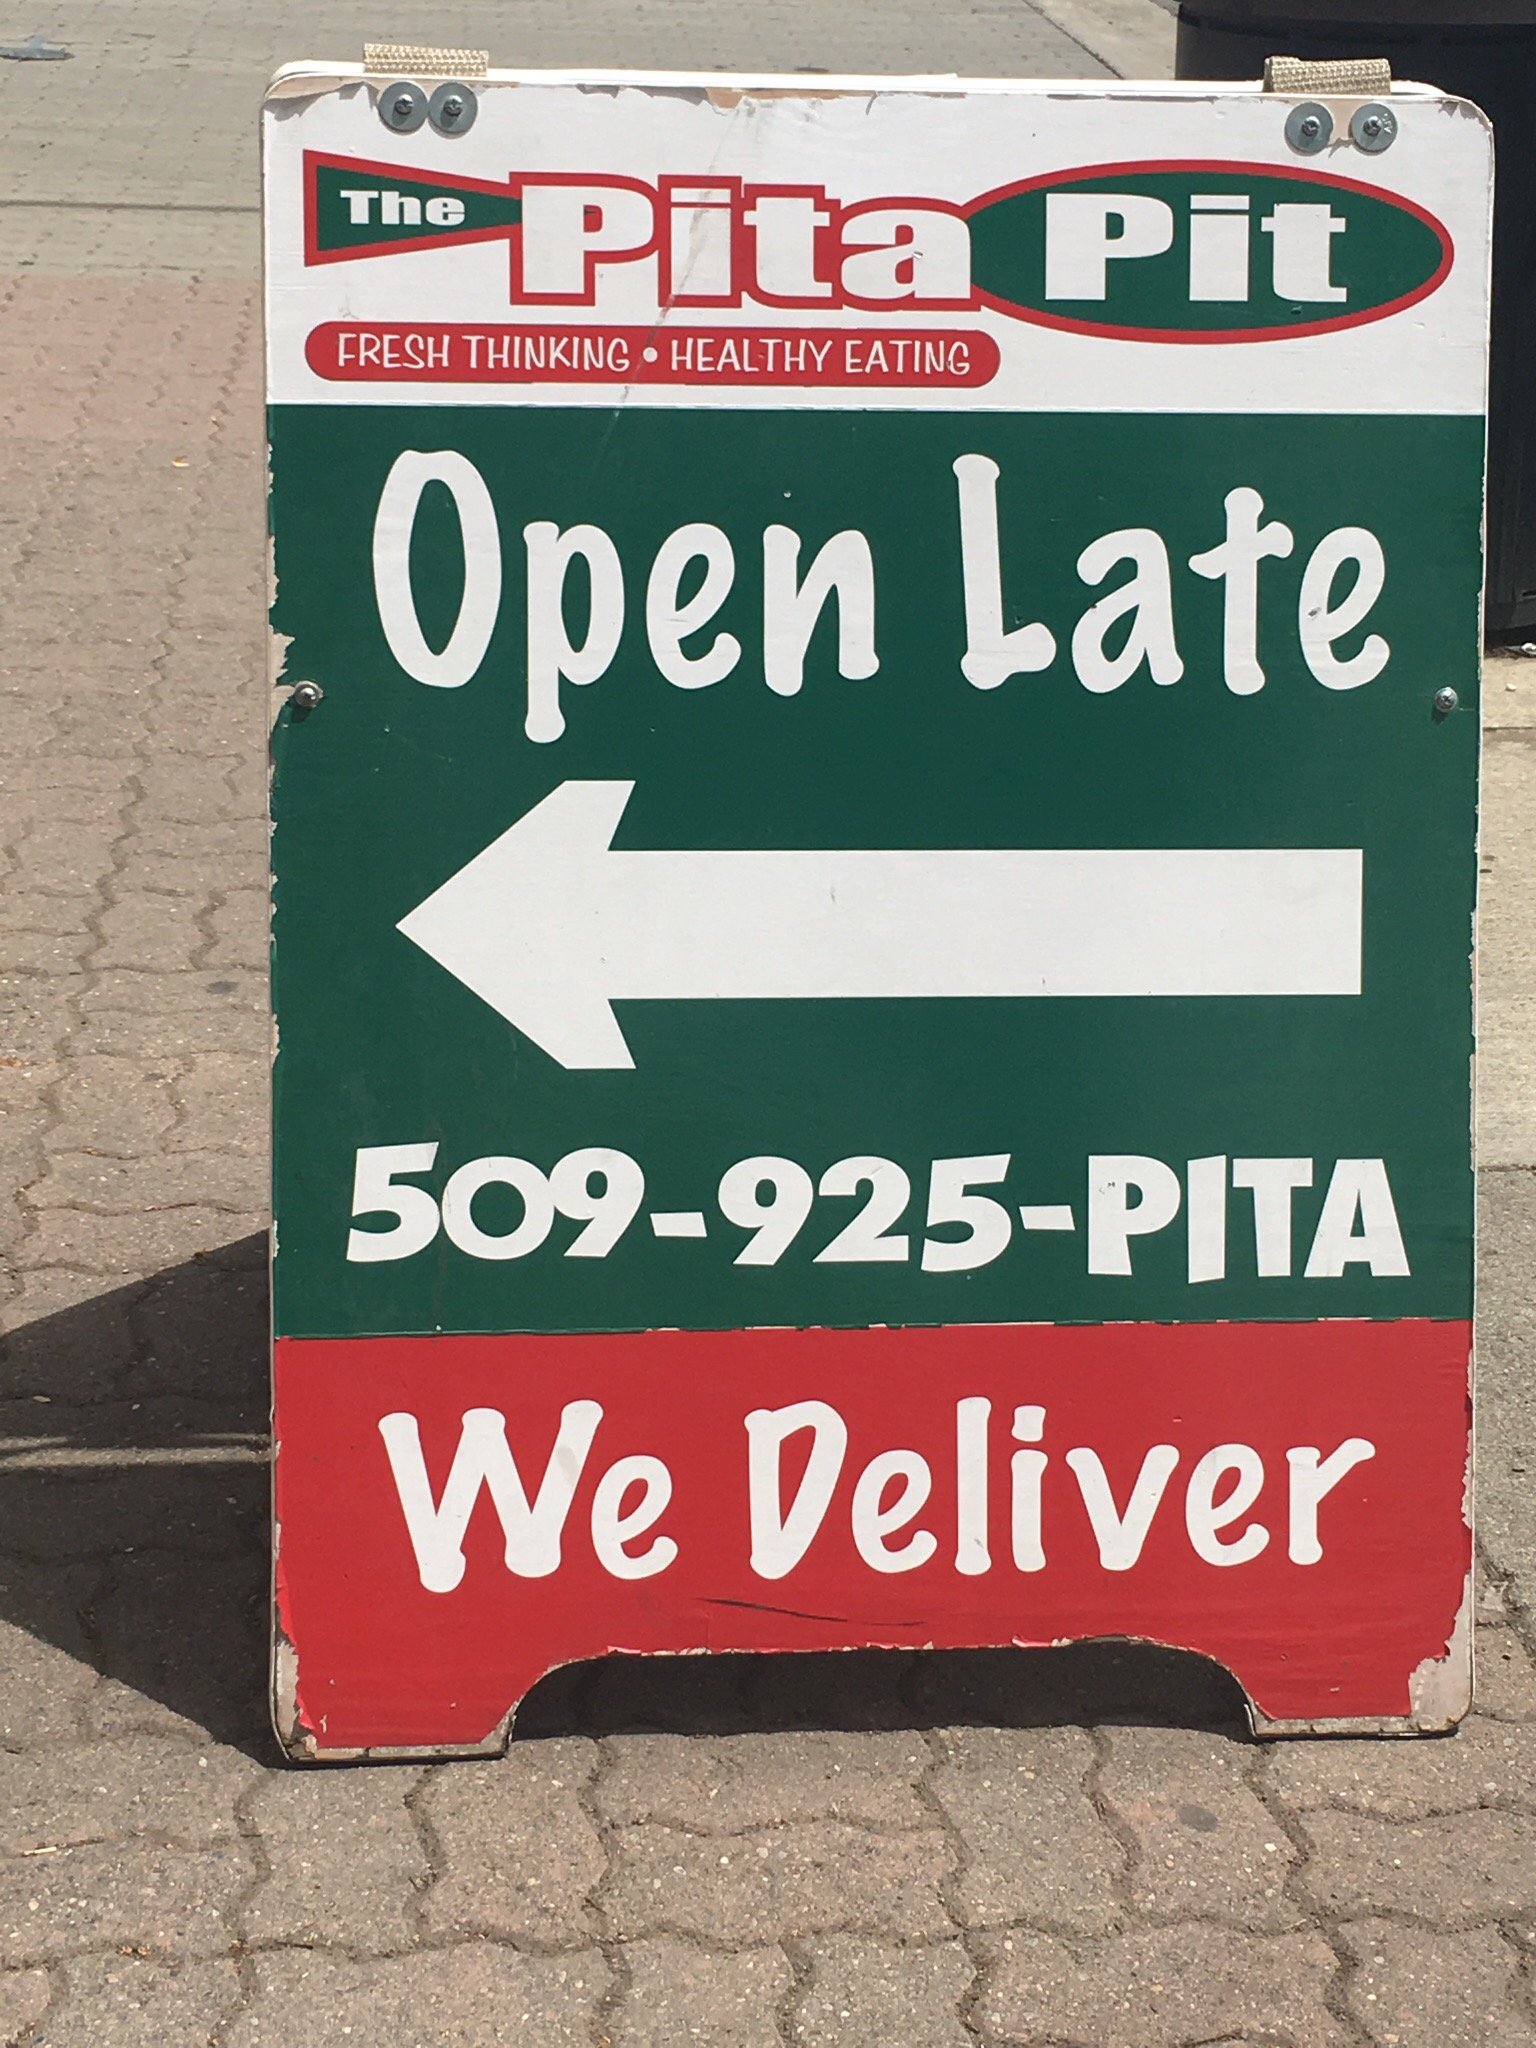 The Pita Pit
FRESH THINKING • HEALTHY EATING
Open Late
509-925-PITA
We Deliver